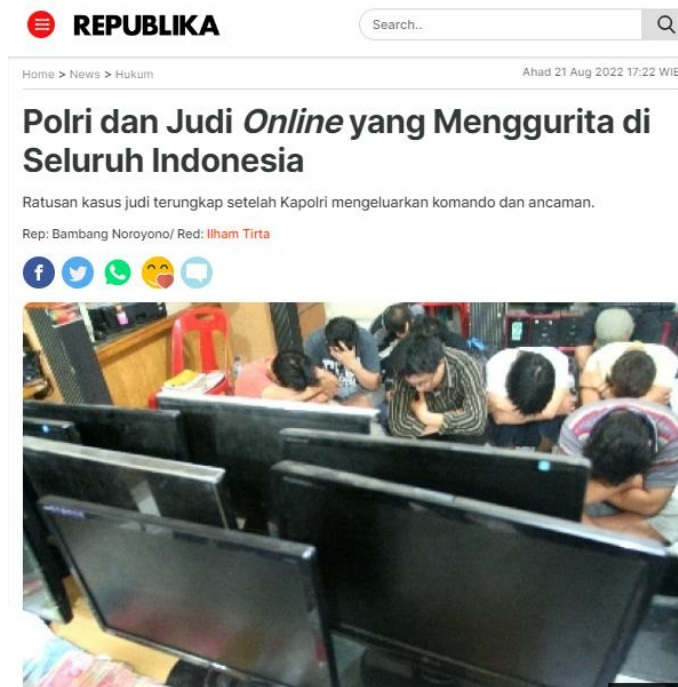 REPUBLIKA
Search..
Home > News > Hukum
Ahad 21 Aug 2022 17:22 WIB
Polri dan Judi Online yang Menggurita di
Seluruh Indonesia
Ratusan kasus judi terungkap setelah Kapolri mengeluarkan komando dan ancaman.
Rep: Bambang Noroyono/ Red: Ilham Tirta